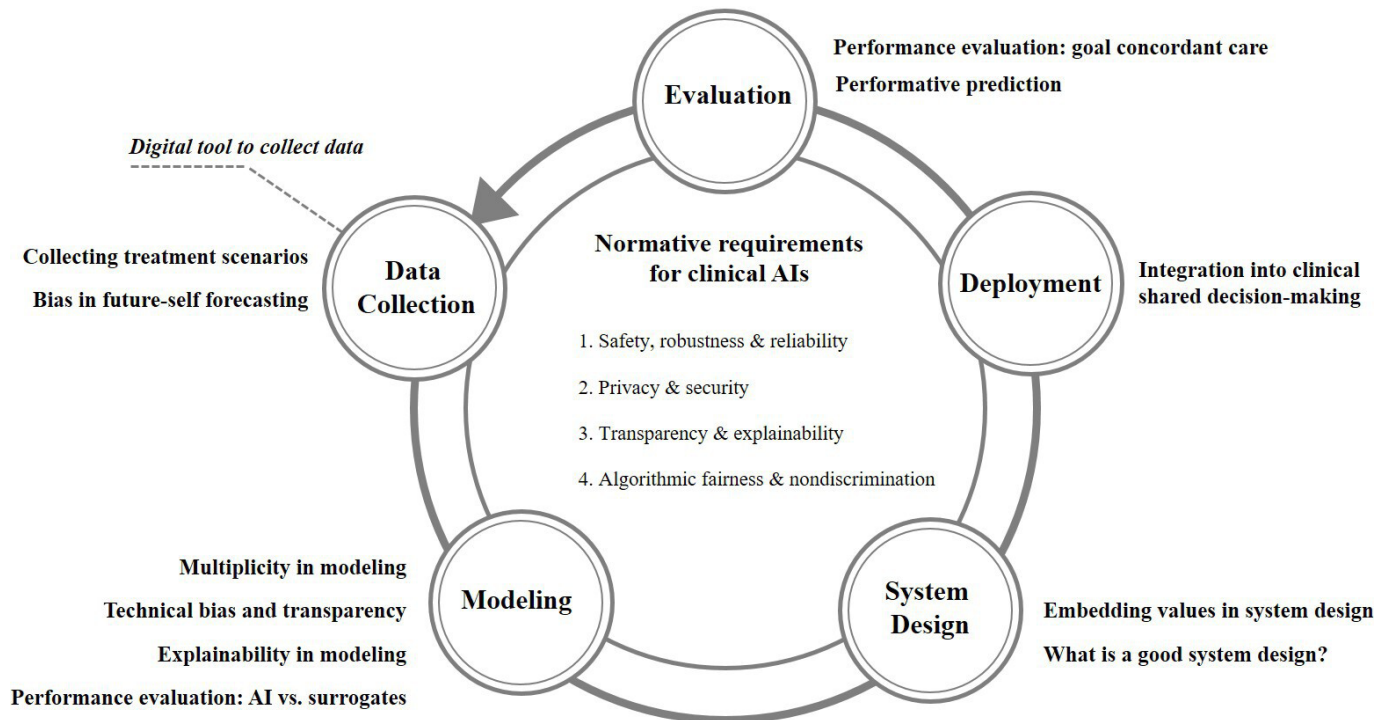 Performance evaluation: goal concordant care
Performative prediction
Evaluation
Digital tool to collect data
Collecting treatment scenarios
Bias in future-self forecasting
Data
Collection
Normative requirements
for clinical AIs
1. Safety, robustness & reliability
2. Privacy & security
3. Transparency & explainability
4. Algorithmic fairness & nondiscrimination
Deployment
Integration into clinical
shared decision-making
Multiplicity in modeling
Technical bias and transparency
Explainability in modeling
Performance evaluation: AI vs. surrogates
Modeling
System
Design
Embedding values in system design
What is a good system design?